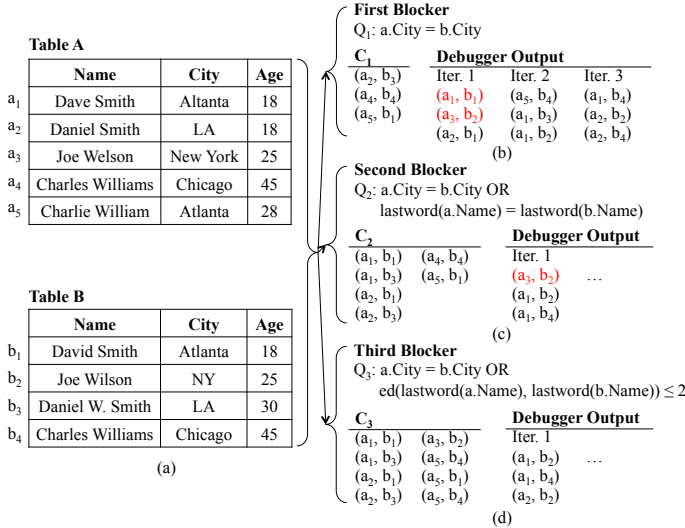 Table A
Name City Age
a1 Dave Smith Altanta 18
a2 Daniel Smith LA 18
a3 Joe Welson New York 25
a4 Charles Williams Chicago 45
a5 Charlie William Atlanta 28
Table B
Name City Age
b1 David Smith Atlanta 18
b2 Joe Wilson NY 25
b3 Daniel W. Smith LA 30
b4 Charles Williams Chicago 45
(a)
First Blocker
Q1: a.City = b.City
C1 Debugger Output
(a2, b3) Iter. 1 Iter. 2 Iter. 3
(a4, b4) (a1, b1) (a5, b4) (a1, b4)
(a5, b1) (a3, b2) (a1, b3) (a2, b2)
(a2, b1) (a1, b2) (a2, b4)
(b)
Second Blocker
Q2: a.City = b.City OR
lastword(a.Name) = lastword(b.Name)
C2 Debugger Output
(a1, b1) (a4, b4) Iter. 1
(a1, b3) (a5, b1) (a3, b2) …
(a2, b1) (a1, b2)
(a2, b3) (a1, b4)
(c)
Third Blocker
Q3: a.City = b.City OR
ed(lastword(a.Name), lastword(b.Name)) ≤ 2
C3 Debugger Output
(a1, b1) (a3, b2) Iter. 1
(a1, b3) (a5, b4) (a1, b2) …
(a2, b1) (a5, b1) (a1, b4)
(a2, b3) (a5, b4) (a2, b2)
(d)